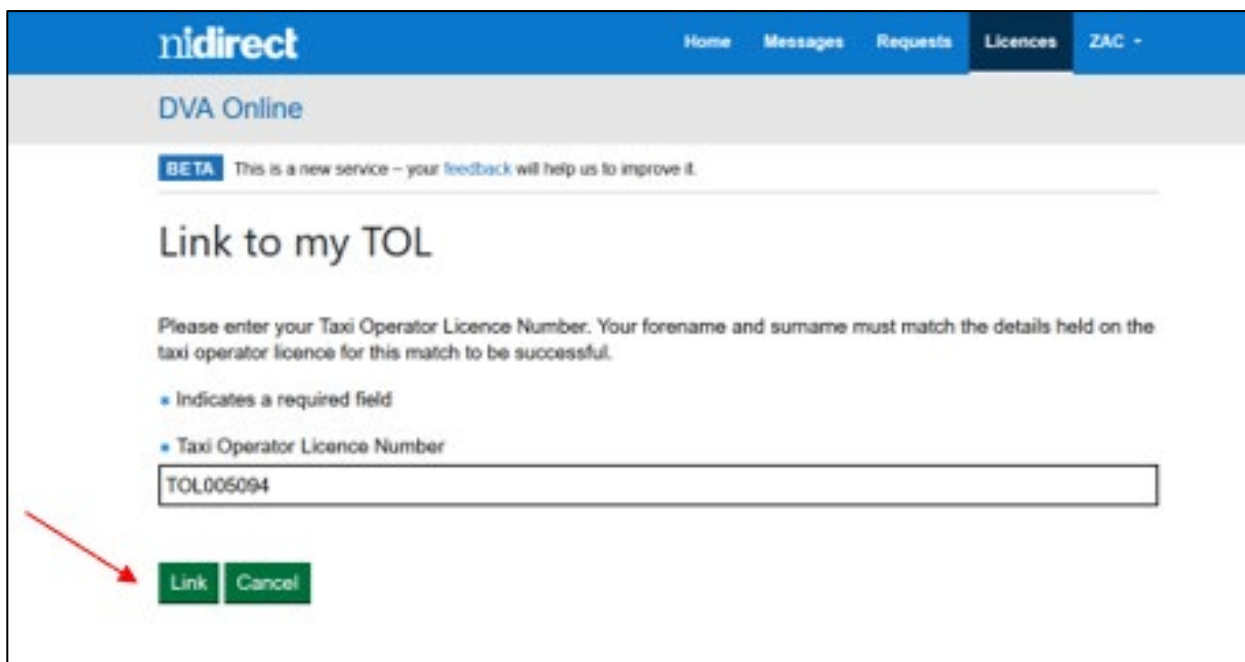 nidirect
Home Messages Requests Licences ZAC
DVA Online
BETA This is a new service – your feedback will help us to improve it.
Link to my TOL
Please enter your Taxi Operator Licence Number. Your forename and surname must match the details held on the
taxi operator licence for this match to be successful.
Indicates a required field
Taxi Operator Licence Number
TOL005094
Link Cancel